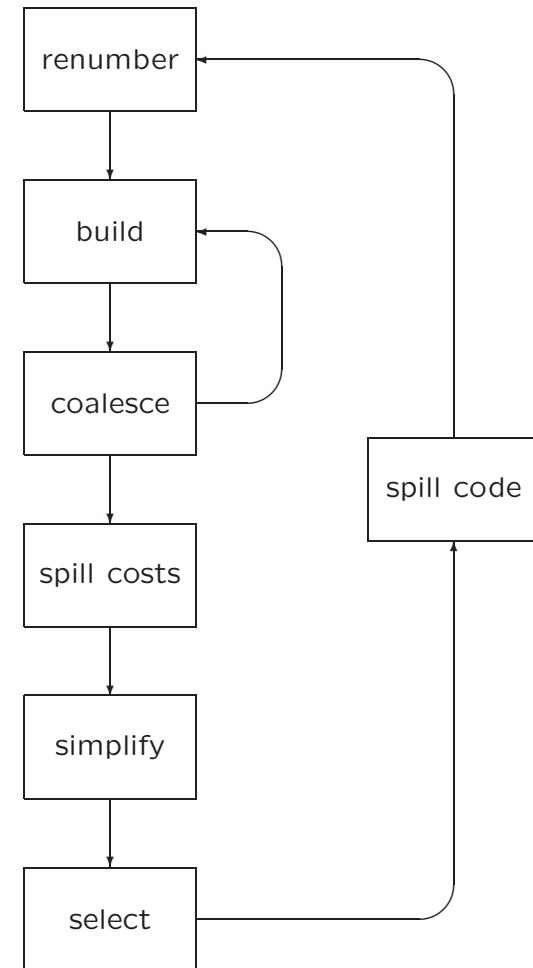 renumber
build
coalesce
spill code
spill costs
simplify
select